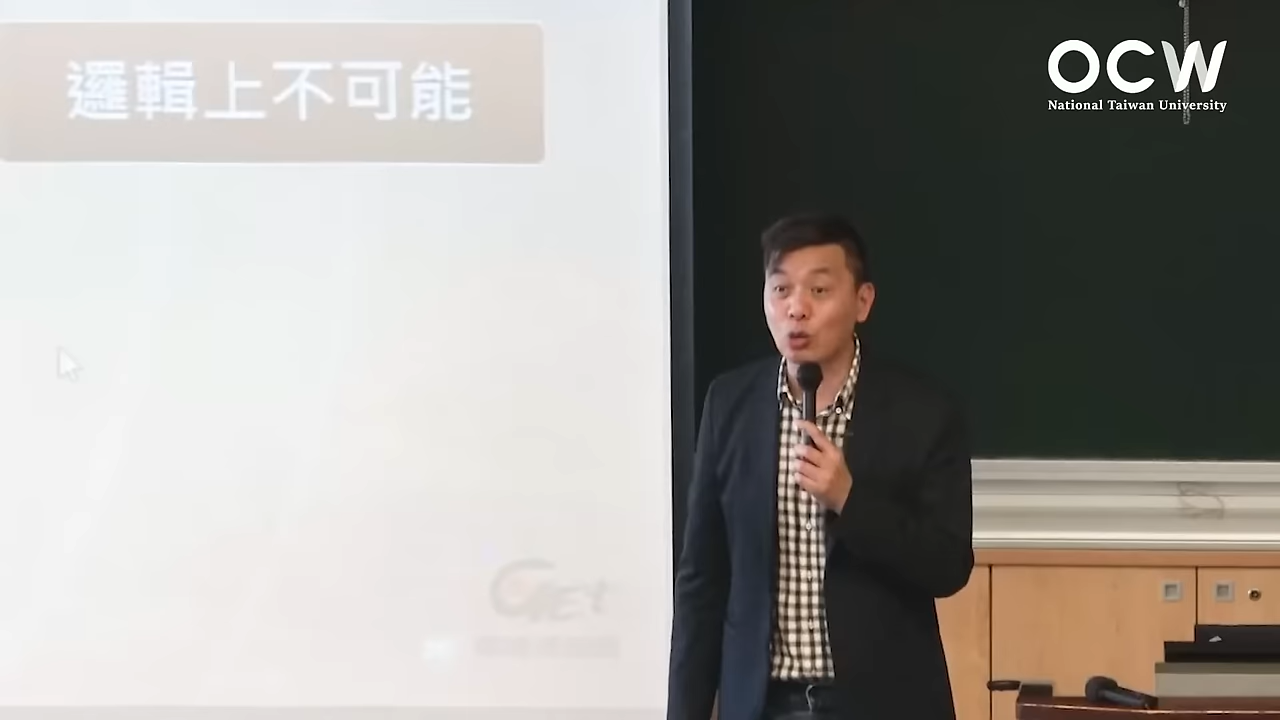 邏輯上不可能
OCW
National Taiwan University